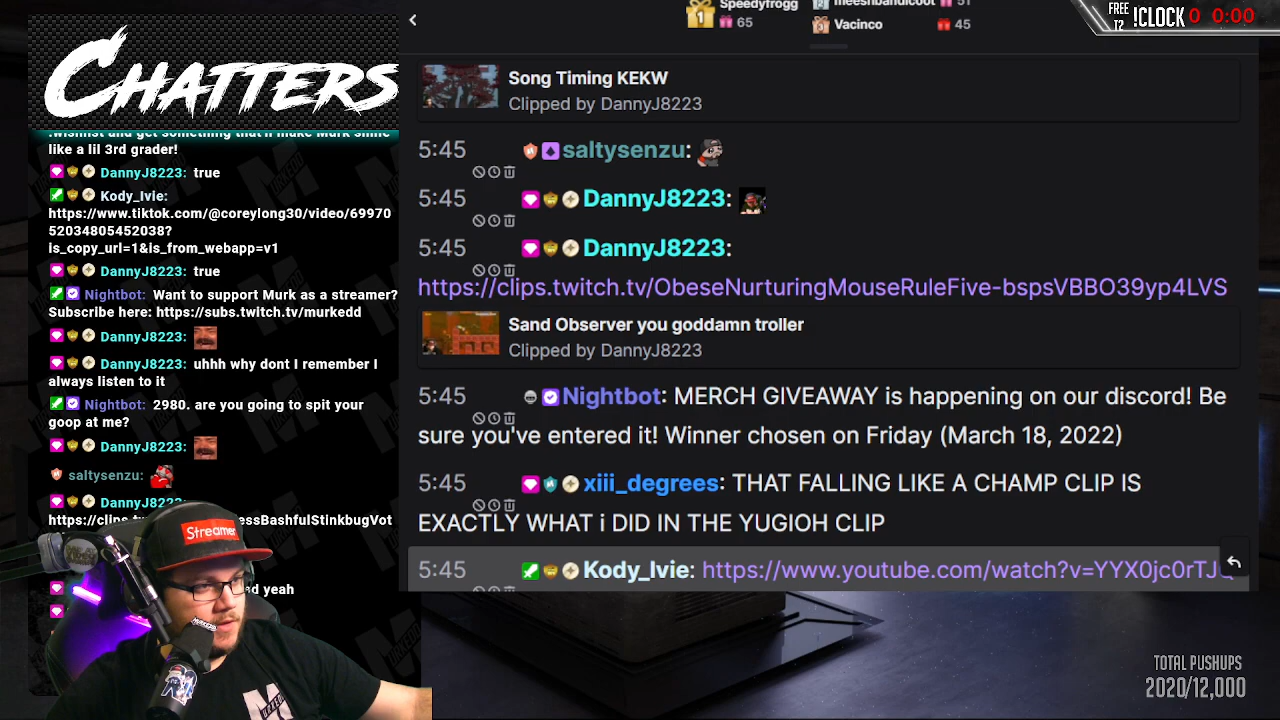 CHATTERS
like a lil 3rd grader!
DannyJ8223: true
Kody_Ivie:
https://www.tiktok.com/@coreylong30/video/69970
52034805452038?
is_copy_url=1&is_from_webapp=v1
DannyJ8223: true
Nightbot: Want to support Murk as a streamer?
Subscribe here: https://subs.twitch.tv/murkedd
DannyJ8223:
DannyJ8223: uhhh why dont I remember I
always listen to it
Nightbot: 2980. are you going to spit your
goop at me?
DannyJ8223:
saltysenzu:
Streamer
Speedyfrogg
1
65
meeshbandicoot 51
Vacinco 45
FREE
12
!CLOCK 0 0:00
Song Timing KEKW
Clipped by DannyJ8223
5:45 saltysenzu:
5:45 DannyJ8223:
5:45 DannyJ8223:
https://clips.twitch.tv/ObeseNurturingMouseRuleFive-bspsVBBO39yp4LVS
Sand Observer you goddamn troller
Clipped by DannyJ8223
5:45 Nightbot: MERCH GIVEAWAY is happening on our discord! Be
sure you've entered it! Winner chosen on Friday (March 18, 2022)
5:45 xiii_degrees: THAT FALLING LIKE A CHAMP CLIP IS
EXACTLY WHAT i DID IN THE YUGIOH CLIP
5:45 Kody_Ivie: https://www.youtube.com/watch?v=YYX0jc0rTJ
TOTAL PUSHUPS
2020/12,000